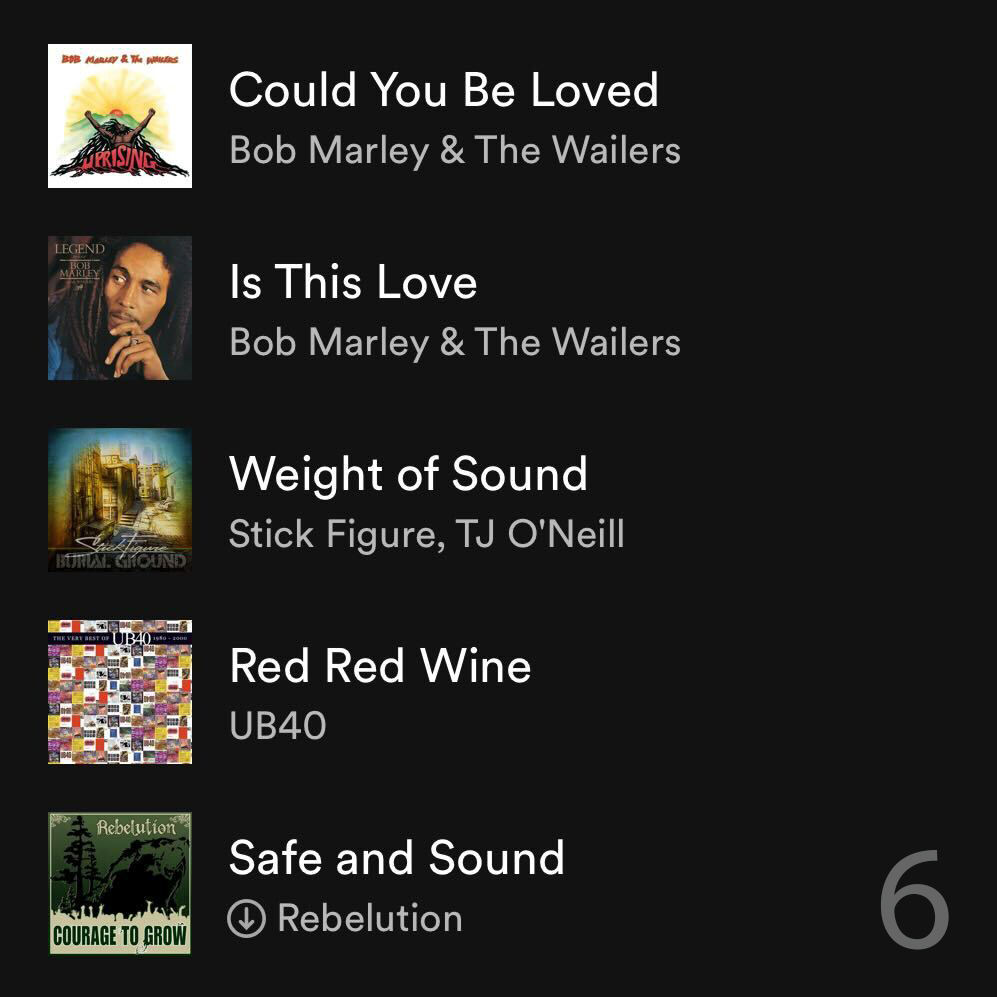 BOB MARLEY & THE WAILERS
UPRISING
Could You Be Loved
Bob Marley & The Wailers
LEGEND
BOB
MARLEY
Is This Love
Bob Marley & The Wailers
Stick Figure
BURIAL GROUND
Weight of Sound
Stick Figure, TJ O'Neill
THE VERY BEST OF UB40 1980 - 2000
Red Red Wine
UB40
Rebelution
COURAGE TO GROW
Safe and Sound
Rebelution
6